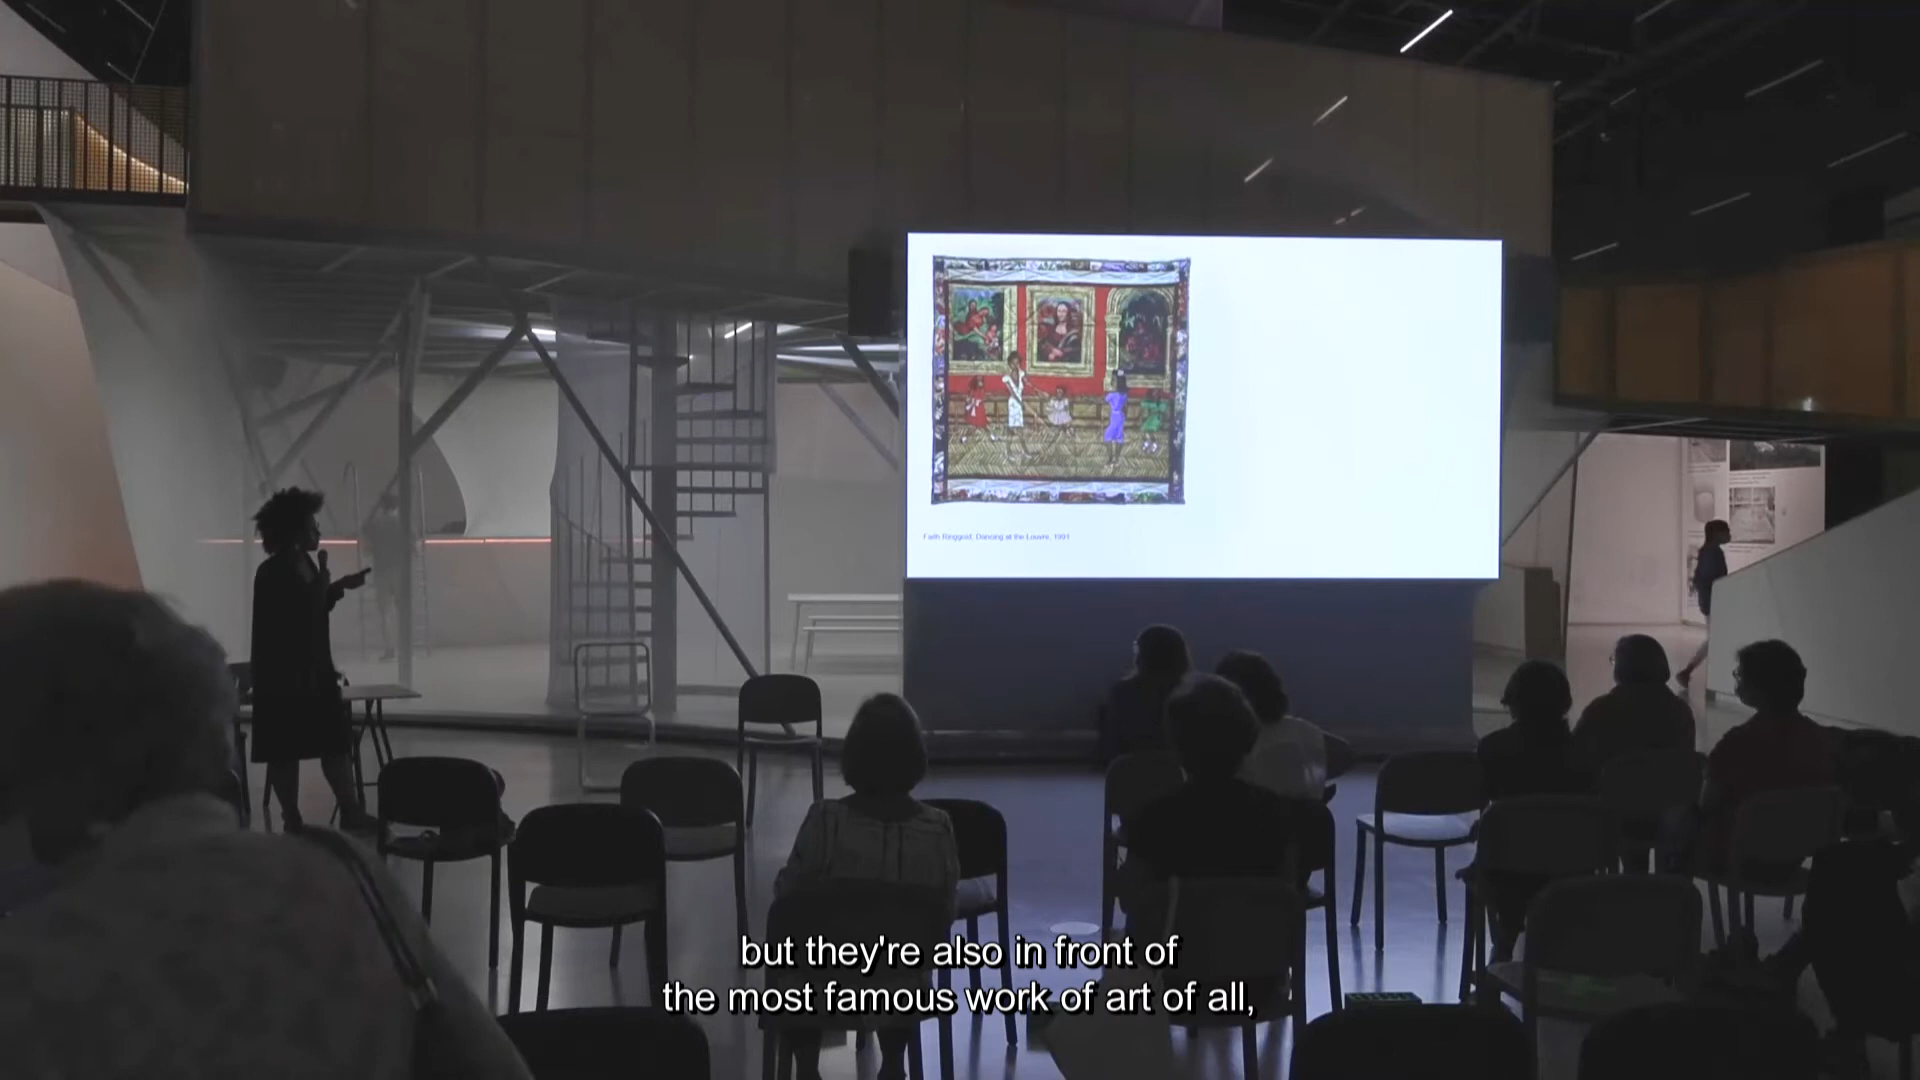 Faith Ringgold, Dancing at the Louvre, 1991
but they're also in front of
the most famous work of art of all,